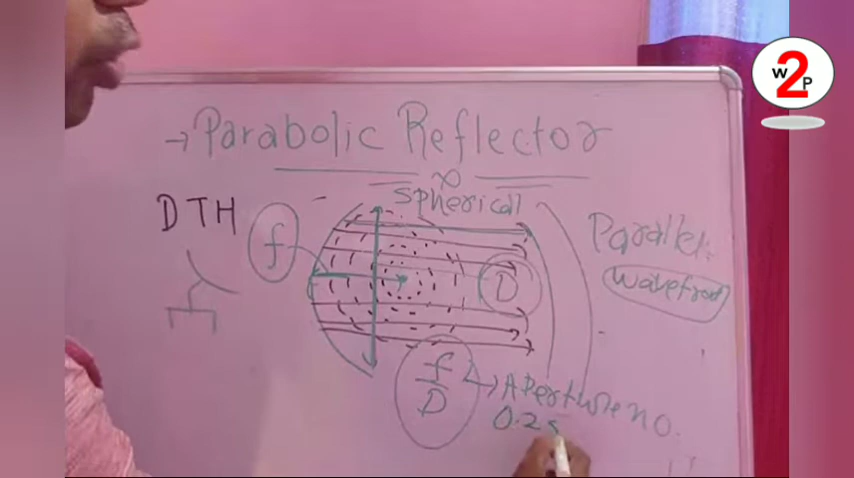 → Parabolic Reflector
Spherical
DTH
f
D
Parallel
wavefront
f/D → Aperture no.
0.25
W2P